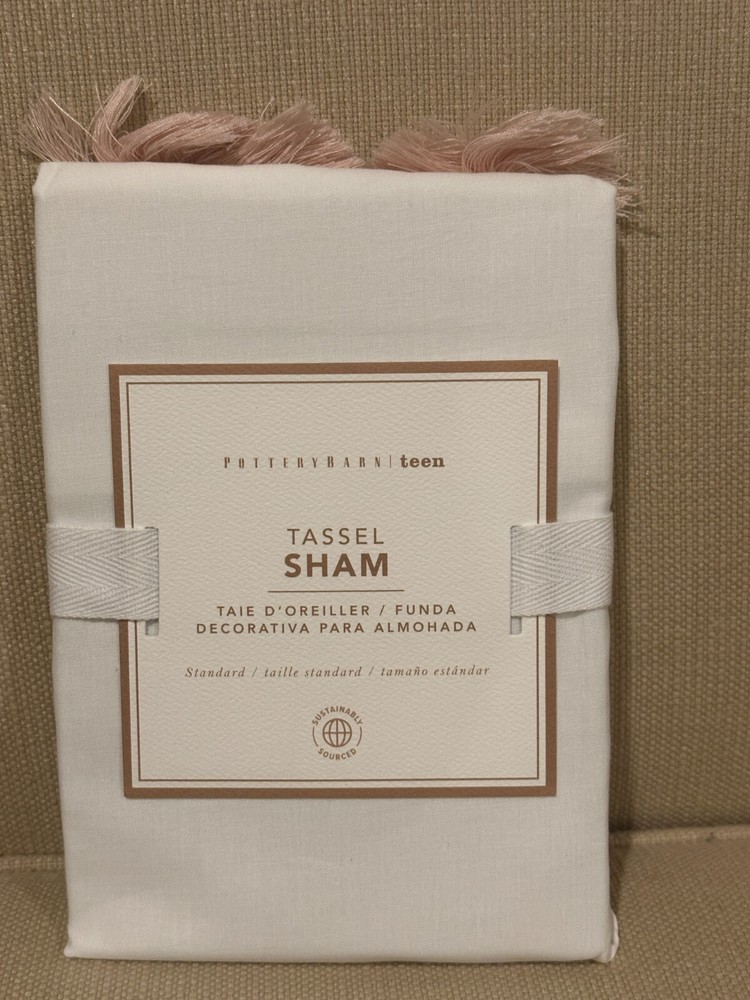 POTTERYBARN | teen
TASSEL
SHAM
TAIE D'OREILLER / FUNDA
DECORATIVA PARA ALMOHADA
Standard / taille standard / tamaño estándar
SUSTAINABLY
SOURCED